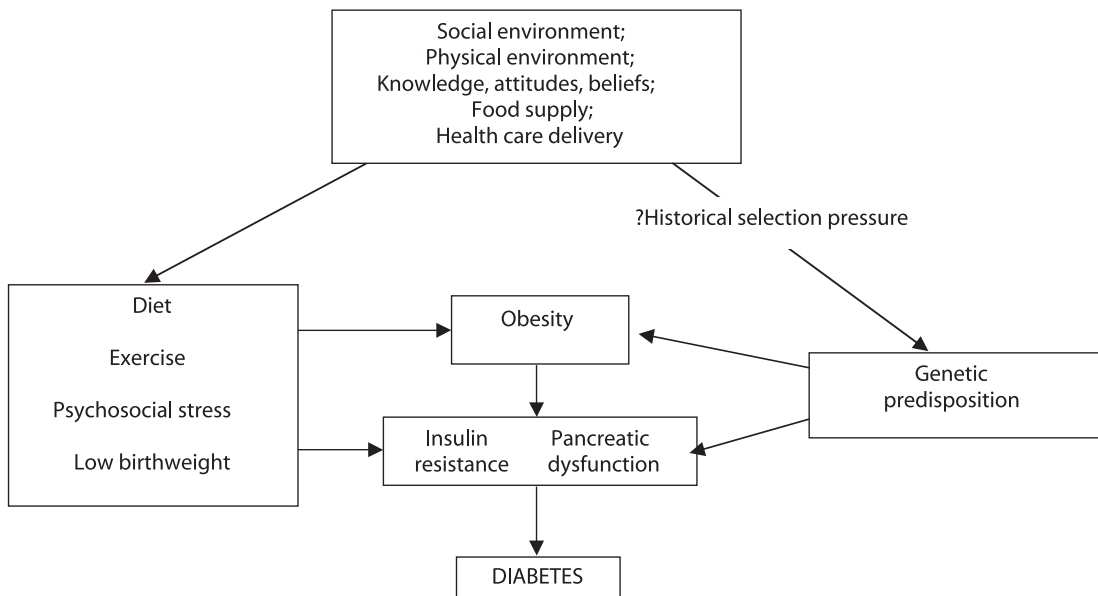 Social environment;
Physical environment;
Knowledge, attitudes, beliefs;
Food supply;
Health care delivery
?Historical selection pressure
Diet
Exercise
Psychosocial stress
Low birthweight
Obesity
Genetic
predisposition
Insulin
resistance
Pancreatic
dysfunction
DIABETES